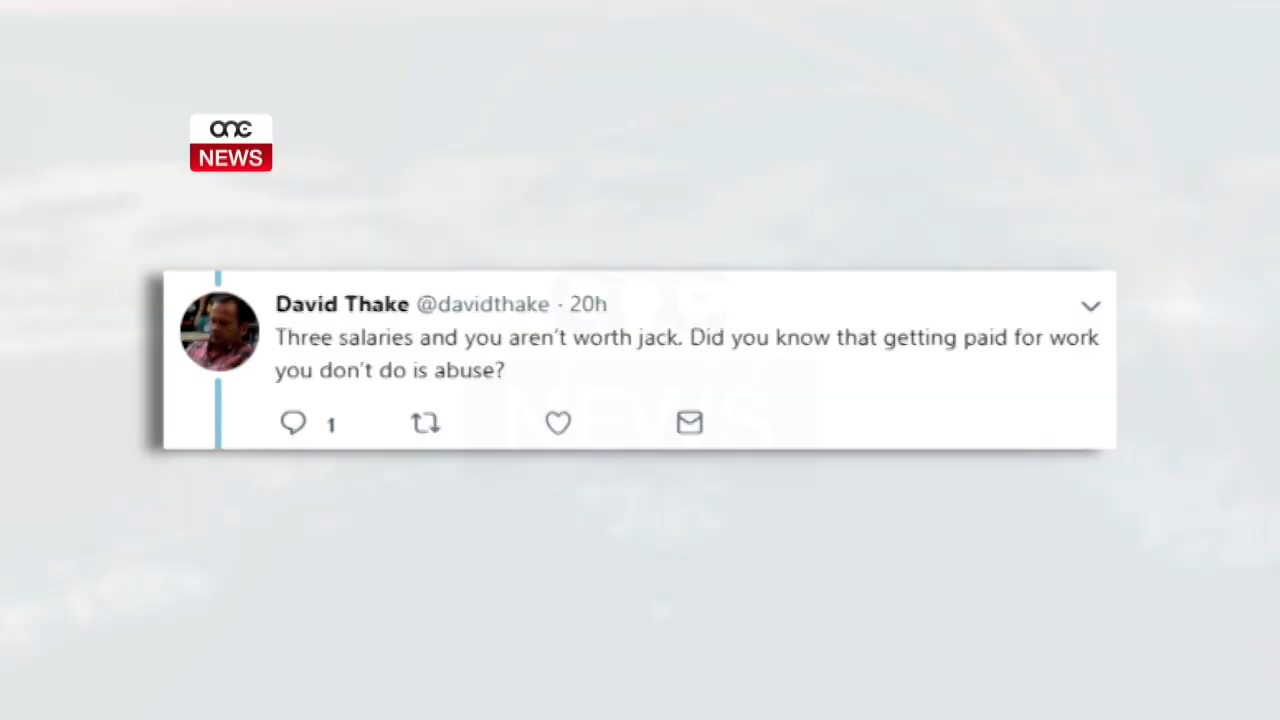 one
NEWS
David Thake @davidthake · 20h
Three salaries and you aren't worth jack. Did you know that getting paid for work
you don't do is abuse?
1